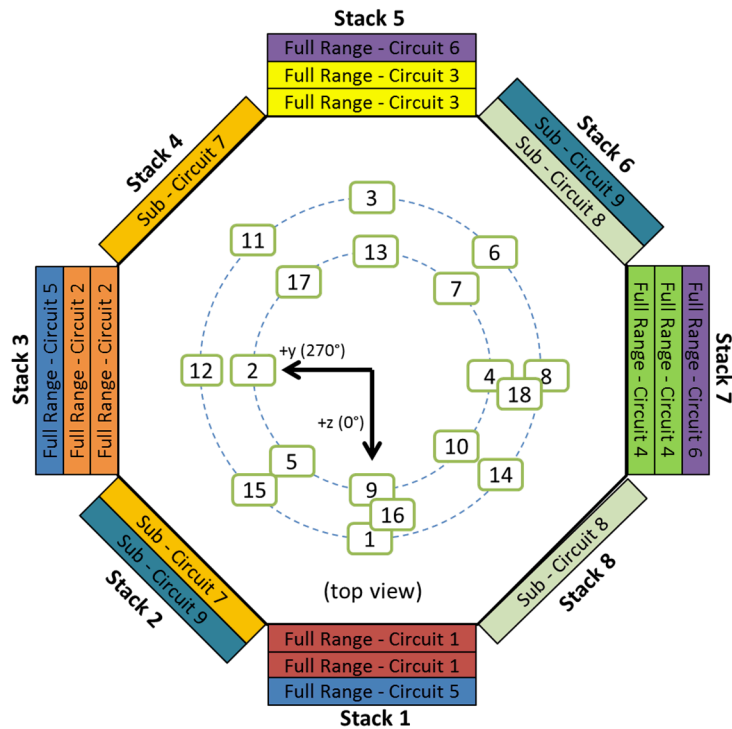 Stack 5
Full Range - Circuit 6
Full Range - Circuit 3
Full Range - Circuit 3
Stack 4
Sub - Circuit 7
Stack 6
Sub - Circuit 9
Sub - Circuit 8
3
11
13
6
17
7
Stack 3
Full Range - Circuit 5
Full Range - Circuit 2
Full Range - Circuit 2
12
2
+y (270°)
+z (0°)
4
8
18
Full Range - Circuit 4
Full Range - Circuit 4
Full Range - Circuit 6
Stack 7
5
10
15
9
14
16
1
Sub - Circuit 7
Sub - Circuit 9
Stack 2
(top view)
Sub - Circuit 8
Stack 8
Full Range - Circuit 1
Full Range - Circuit 1
Full Range - Circuit 5
Stack 1